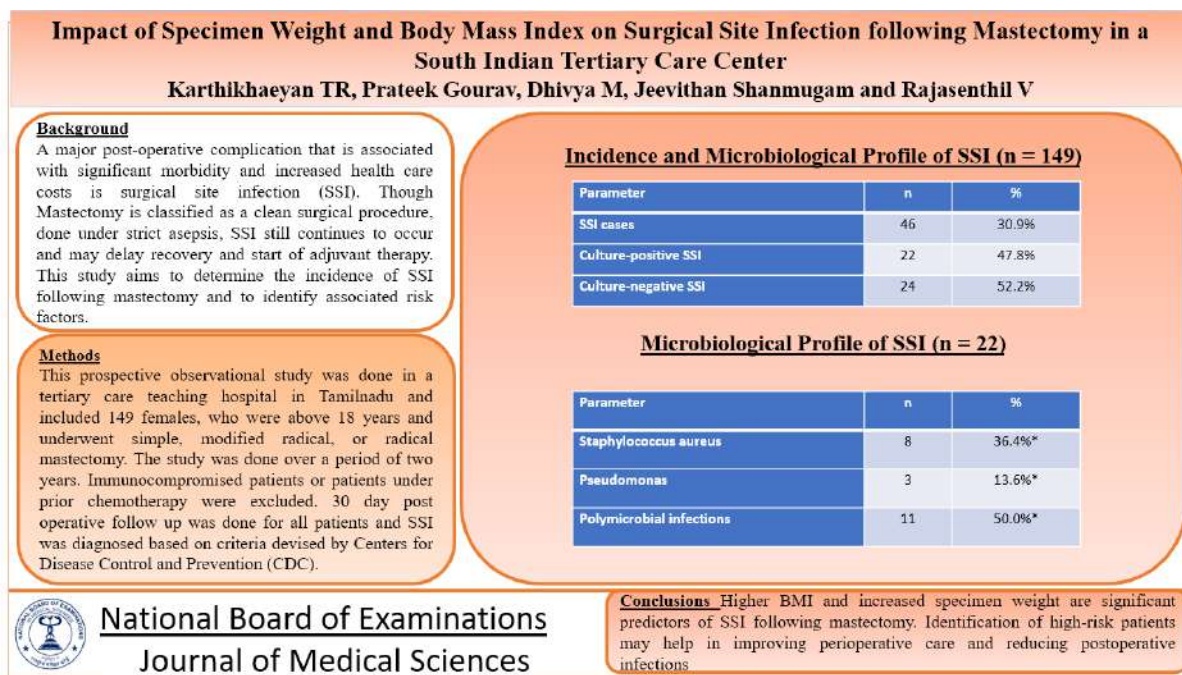 Impact of Specimen Weight and Body Mass Index on Surgical Site Infection following Mastectomy in a
South Indian Tertiary Care Center
Karthikhaeyan TR, Prateek Gourav, Dhivya M, Jeevithan Shanmugam and Rajasenthil V
Background
A major post-operative complication that is associated
with significant morbidity and increased health care
costs is surgical site infection (SSI). Though
Mastectomy is classified as a clean surgical procedure,
done under strict asepsis, SSI still continues to occur
and may delay recovery and start of adjuvant therapy.
This study aims to determine the incidence of SSI
following mastectomy and to identify associated risk
factors.
Methods
This prospective observational study was done in a
tertiary care teaching hospital in Tamilnadu and
included 149 females, who were above 18 years and
underwent simple, modified radical, or radical
mastectomy. The study was done over a period of two
years. Immunocompromised patients or patients under
prior chemotherapy were excluded. 30 day post
operative follow up was done for all patients and SSI
was diagnosed based on criteria devised by Centers for
Disease Control and Prevention (CDC).
Incidence and Microbiological Profile of SSI (n = 149)
Parameter n %
SSI cases 46 30.9%
Culture-positive SSI 22 47.8%
Culture-negative SSI 24 52.2%
Microbiological Profile of SSI (n = 22)
Parameter n %
Staphylococcus aureus 8 36.4%*
Pseudomonas 3 13.6%*
Polymicrobial infections 11 50.0%*
National Board of Examinations
Journal of Medical Sciences
Conclusions Higher BMI and increased specimen weight are significant
predictors of SSI following mastectomy. Identification of high-risk patients
may help in improving perioperative care and reducing postoperative
infections